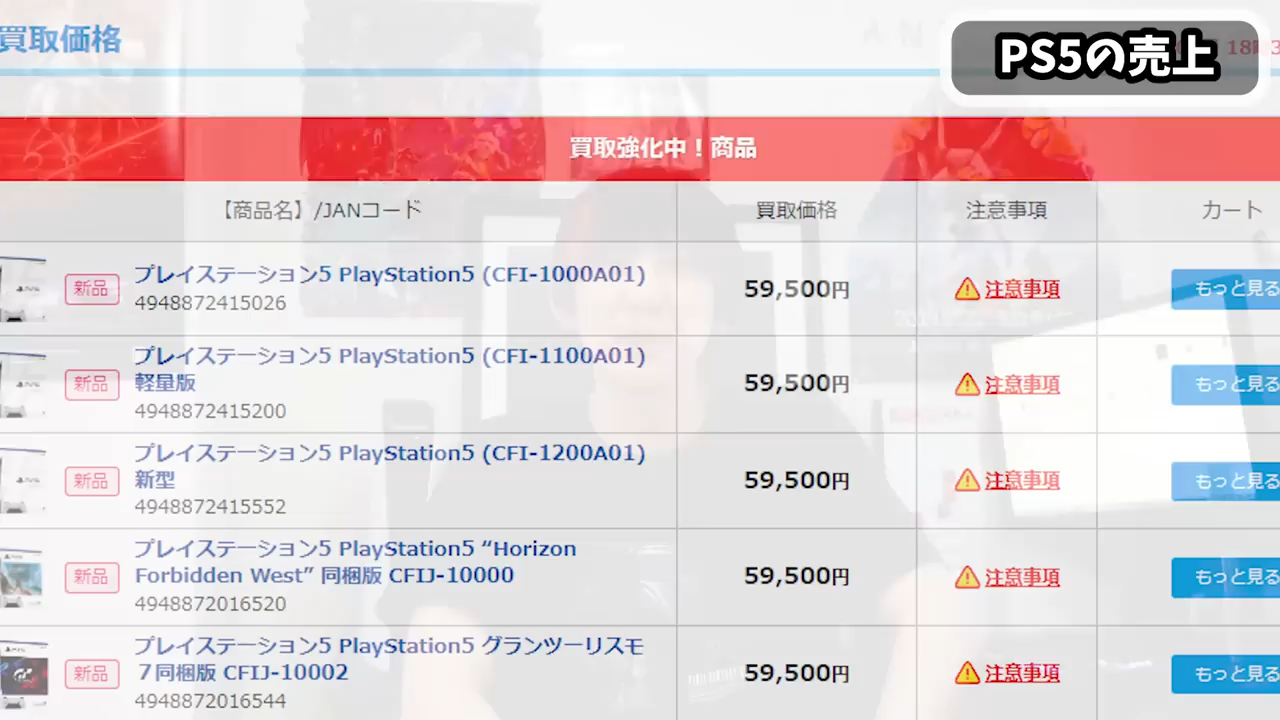 買取価格
PS5の売上
買取強化中！商品
【商品名】/JANコード
買取価格
注意事項
カート
新品
プレイステーション5 PlayStation5 (CFI-1000A01)
4948872415026
59,500円
注意事項
もっと見る
新品
プレイステーション5 PlayStation5 (CFI-1100A01)
軽量版
4948872415200
59,500円
注意事項
もっと見る
新品
プレイステーション5 PlayStation5 (CFI-1200A01)
新型
4948872415552
59,500円
注意事項
もっと見る
新品
プレイステーション5 PlayStation5 “Horizon
Forbidden West” 同梱版 CFIJ-10000
4948872016520
59,500円
注意事項
もっと見る
新品
プレイステーション5 PlayStation5 グランツーリスモ
７同梱版 CFIJ-10002
4948872016544
59,500円
注意事項
もっと見る